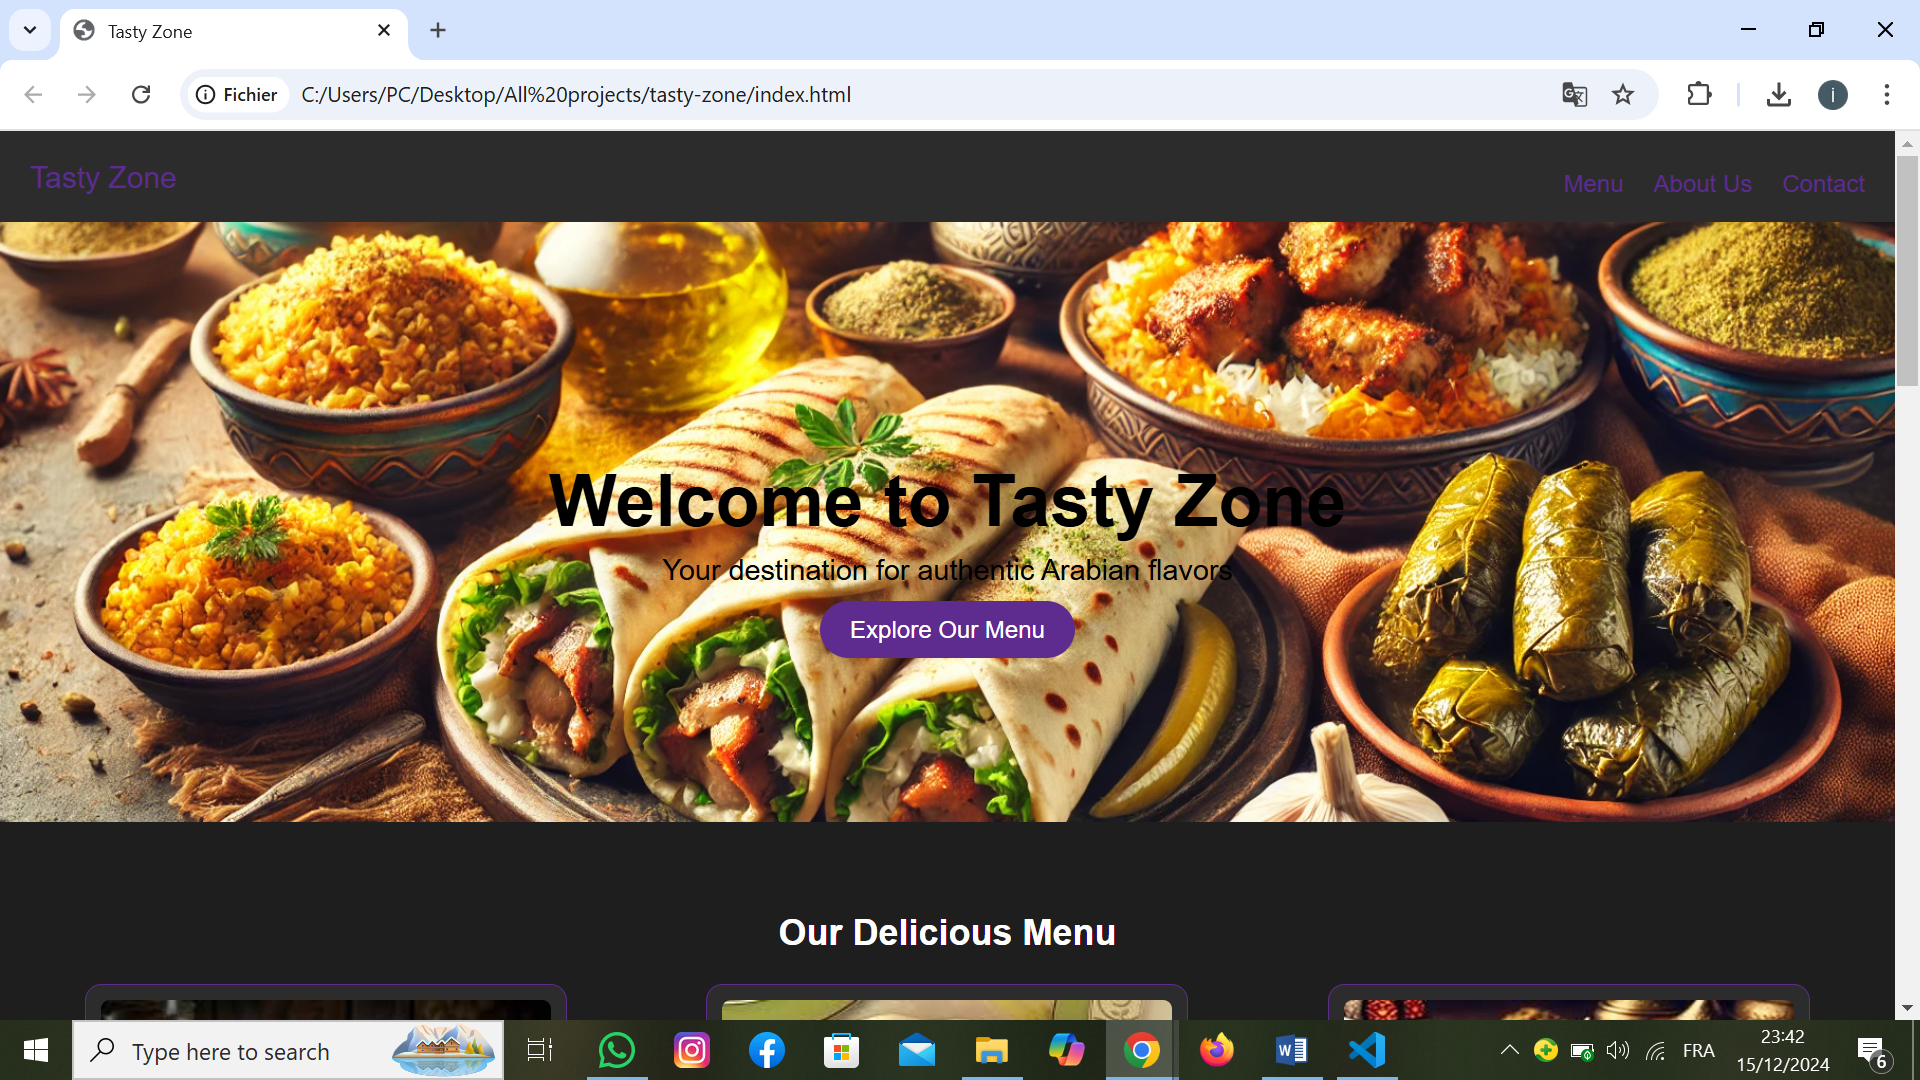 Tasty Zone
Fichier C:/Users/PC/Desktop/All%20projects/tasty-zone/index.html i
Tasty Zone Menu About Us Contact
Welcome to Tasty Zone
Your destination for authentic Arabian flavors
Explore Our Menu
Our Delicious Menu
Type here to search FRA 23:42
15/12/2024 6